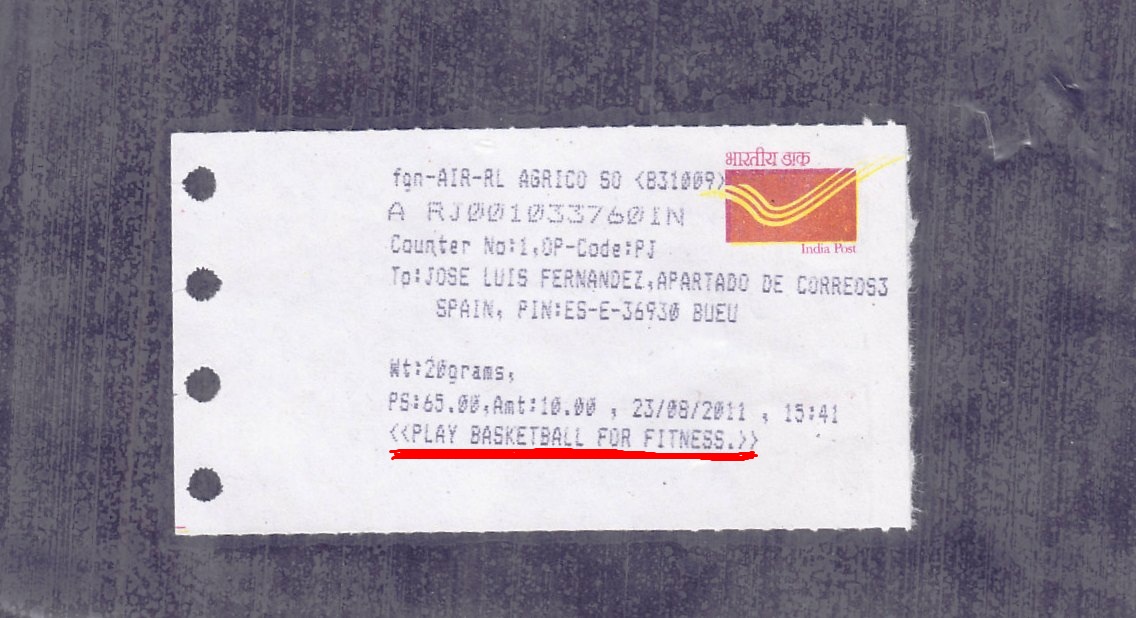 भारतीय डाक
India Post
fgn-AIR-RL AGRICO SO <831009>
A RJ001033760IN
Counter No:1,OP-Code:PJ
To:JOSE LUIS FERNANDEZ,APARTADO DE CORREOS3
SPAIN, PIN:ES-E-36930 BUEU
Wt:20grams,
PS:65.00,Amt:10.00 , 23/08/2011 , 15:41
<<PLAY BASKETBALL FOR FITNESS.>>